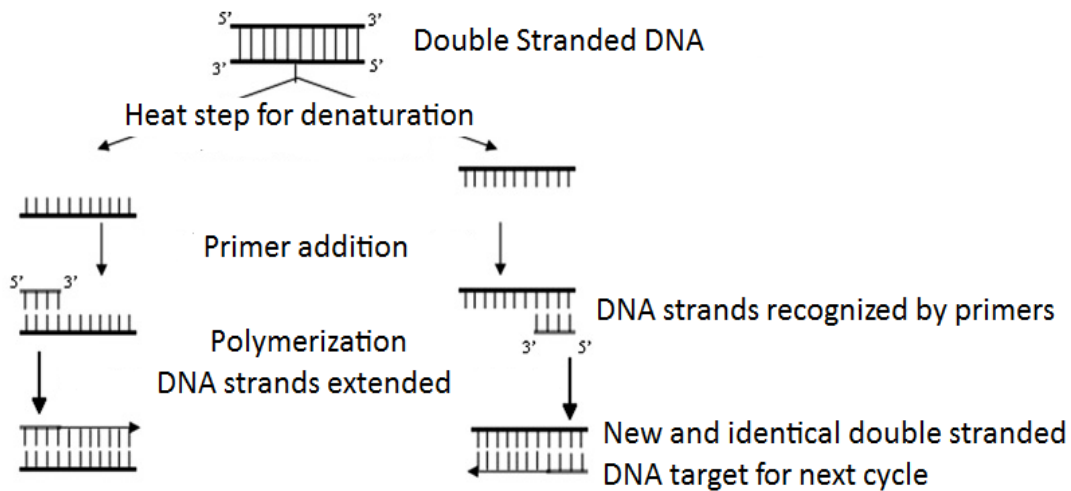 5’ 3’
Double Stranded DNA
3’ 5’
Heat step for denaturation
Primer addition
5’ 3’
DNA strands recognized by primers
3’ 5’
Polymerization
DNA strands extended
New and identical double stranded
DNA target for next cycle